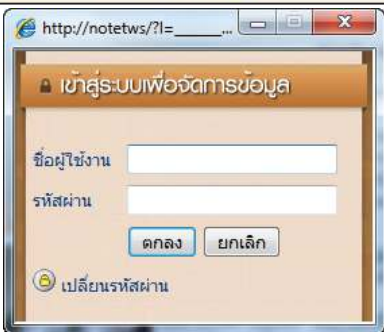 http://notetws/?l=_____...
เข้าสู่ระบบเพื่อจัดการข้อมูล
ชื่อผู้ใช้งาน
รหัสผ่าน
ตกลง ยกเลิก
เปลี่ยนรหัสผ่าน